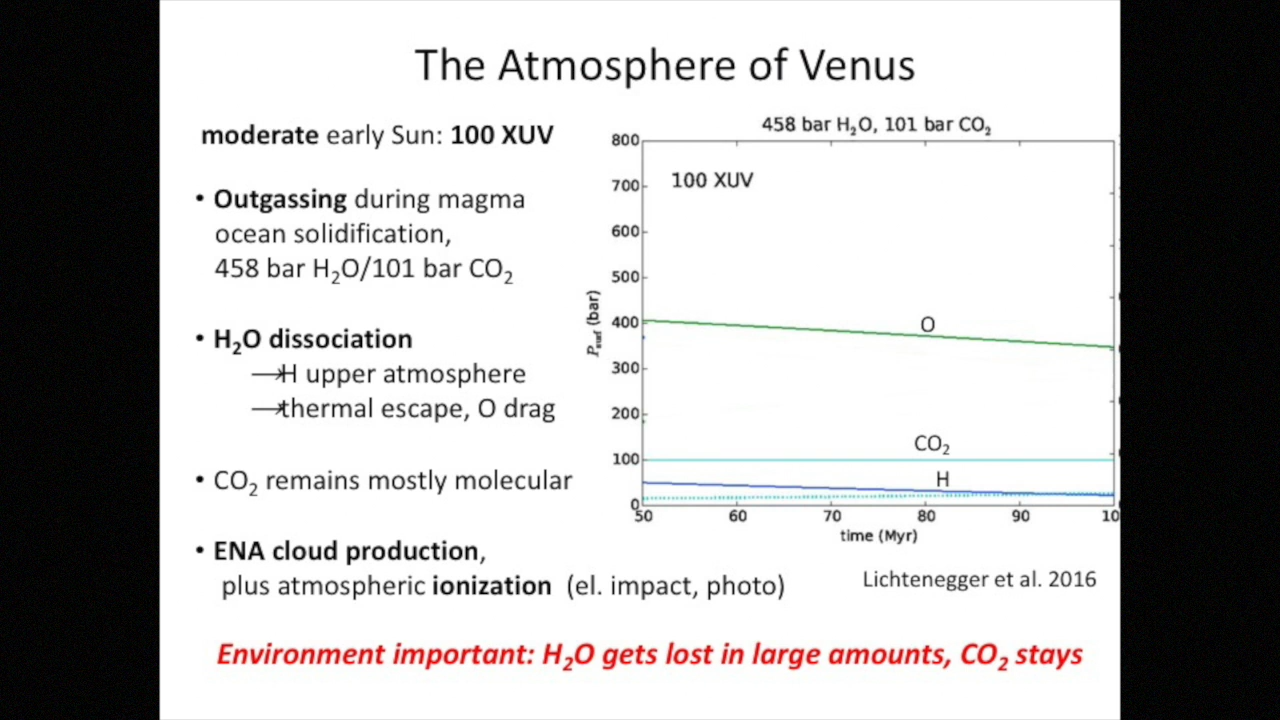 The Atmosphere of Venus
moderate early Sun: 100 XUV
• Outgassing during magma
ocean solidification,
458 bar H₂O/101 bar CO₂
• H₂O dissociation
→H upper atmosphere
→thermal escape, O drag
• CO₂ remains mostly molecular
• ENA cloud production,
plus atmospheric ionization (el. impact, photo)
458 bar H₂O, 101 bar CO₂
800
700
600
500
400
300
200
100
0
P_surf (bar)
100 XUV
O
CO₂
H
50 60 70 80 90 10
time (Myr)
Lichtenegger et al. 2016
Environment important: H₂O gets lost in large amounts, CO₂ stays